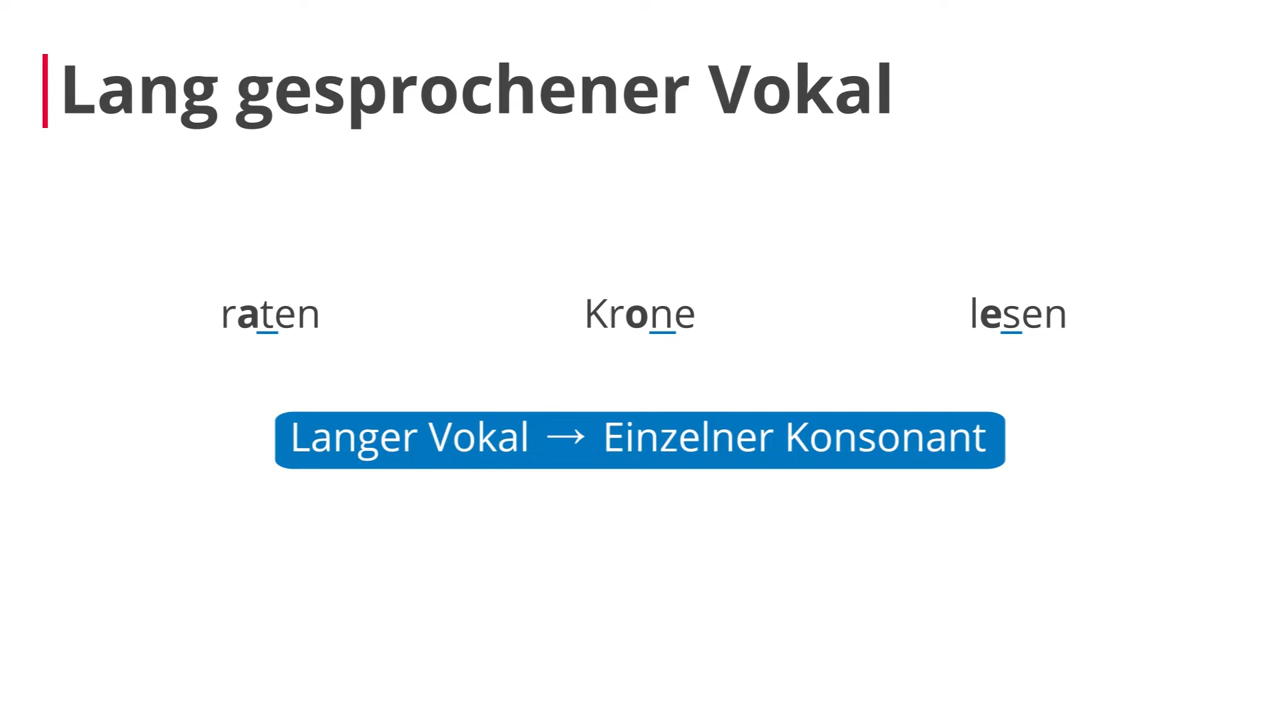 Lang gesprochener Vokal
raten Krone lesen
Langer Vokal → Einzelner Konsonant